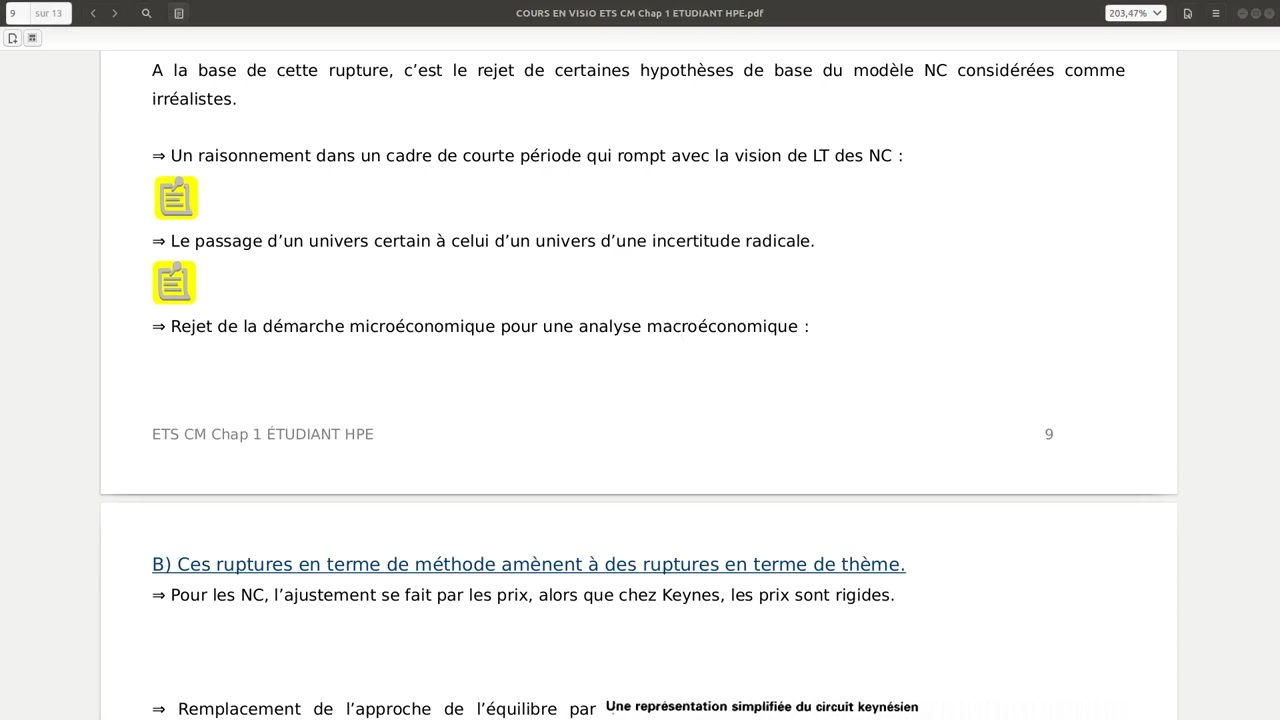 9 sur 13
COURS EN VISIO ETS CM Chap 1 ETUDIANT HPE.pdf
203,47%
A la base de cette rupture, c’est le rejet de certaines hypothèses de base du modèle NC considérées comme
irréalistes.
⇒ Un raisonnement dans un cadre de courte période qui rompt avec la vision de LT des NC :
⇒ Le passage d’un univers certain à celui d’un univers d’une incertitude radicale.
⇒ Rejet de la démarche microéconomique pour une analyse macroéconomique :
ETS CM Chap 1 ÉTUDIANT HPE 9
B) Ces ruptures en terme de méthode amènent à des ruptures en terme de thème.
⇒ Pour les NC, l’ajustement se fait par les prix, alors que chez Keynes, les prix sont rigides.
⇒ Remplacement de l’approche de l’équilibre par
Une représentation simplifiée du circuit keynésien